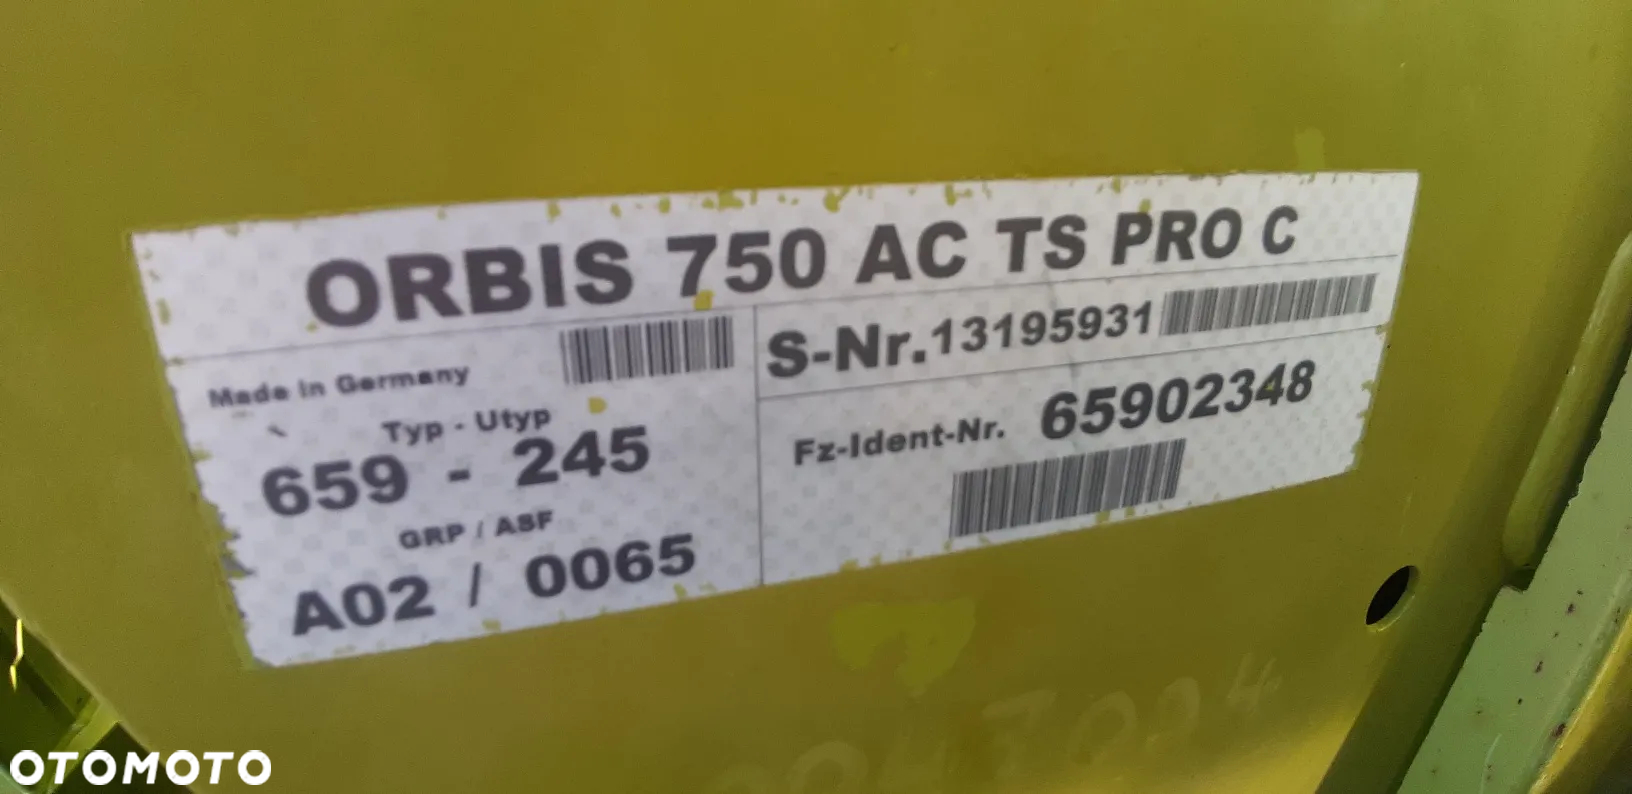 ORBIS 750 AC TS PRO C
Made in Germany
Typ - Utyp
659 - 245
GRP / ASF
A02 / 0065
S-Nr.13195931
Fz-Ident-Nr. 65902348
OTOMOTO